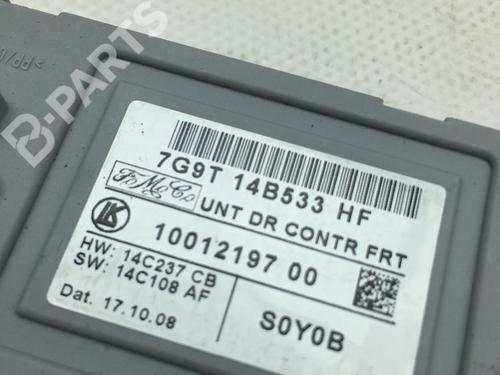 B-PARTS
7G9T 14B533 HF
FoMoCo UNT DR CONTR FRT
LK
10012197 00
HW: 14C237 CB
SW: 14C108 AF
Dat. 17.10.08
S0Y0B